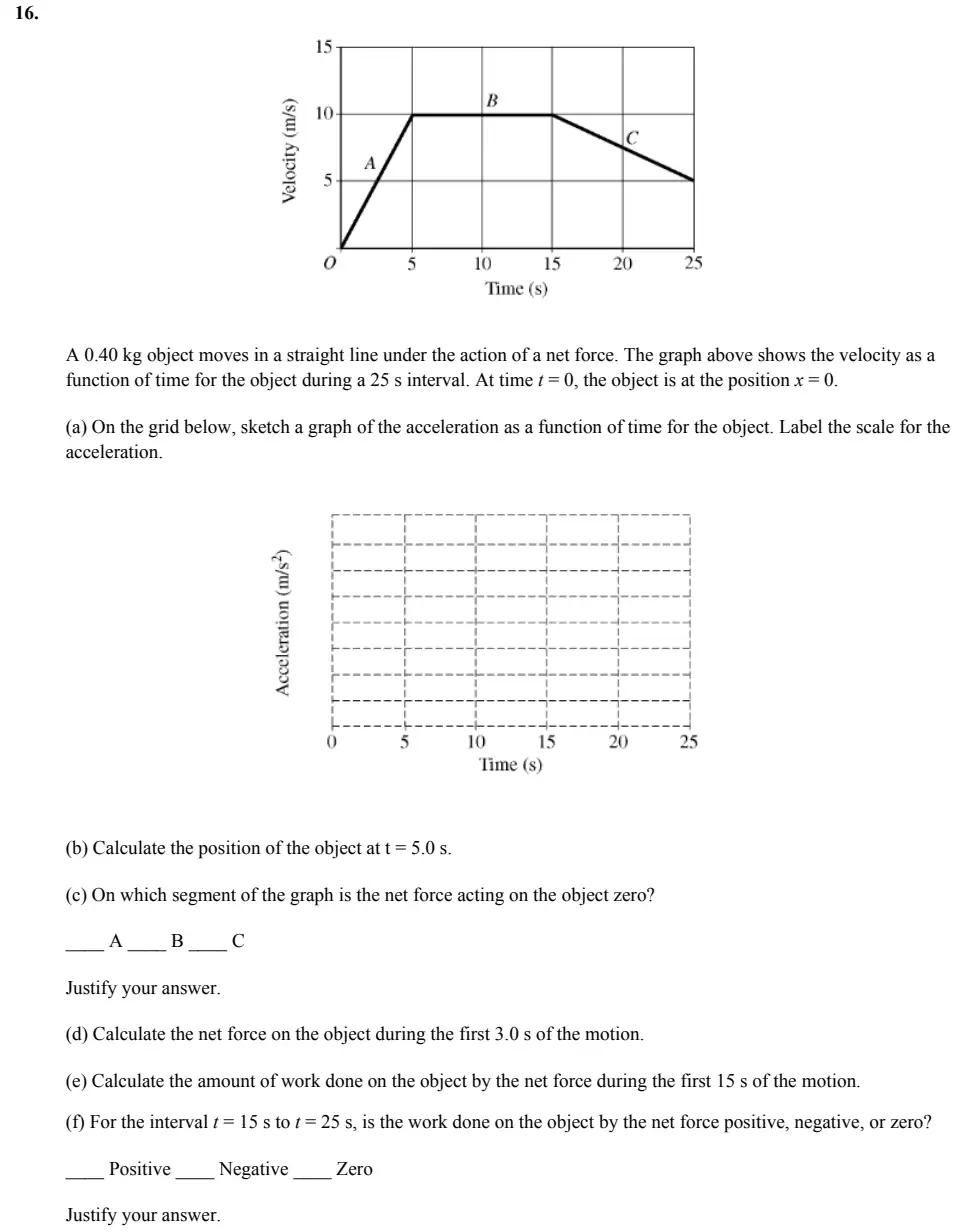 16.
15
B
10
C
A
5
Velocity (m/s)
O 5 10 15 20 25
Time (s)
A 0.40 kg object moves in a straight line under the action of a net force. The graph above shows the velocity as a
function of time for the object during a 25 s interval. At time t = 0, the object is at the position x = 0.
(a) On the grid below, sketch a graph of the acceleration as a function of time for the object. Label the scale for the
acceleration.
Acceleration (m/s²)
0 5 10 15 20 25
Time (s)
(b) Calculate the position of the object at t = 5.0 s.
(c) On which segment of the graph is the net force acting on the object zero?
____ A ____ B ____ C
Justify your answer.
(d) Calculate the net force on the object during the first 3.0 s of the motion.
(e) Calculate the amount of work done on the object by the net force during the first 15 s of the motion.
(f) For the interval t = 15 s to t = 25 s, is the work done on the object by the net force positive, negative, or zero?
____ Positive ____ Negative ____ Zero
Justify your answer.